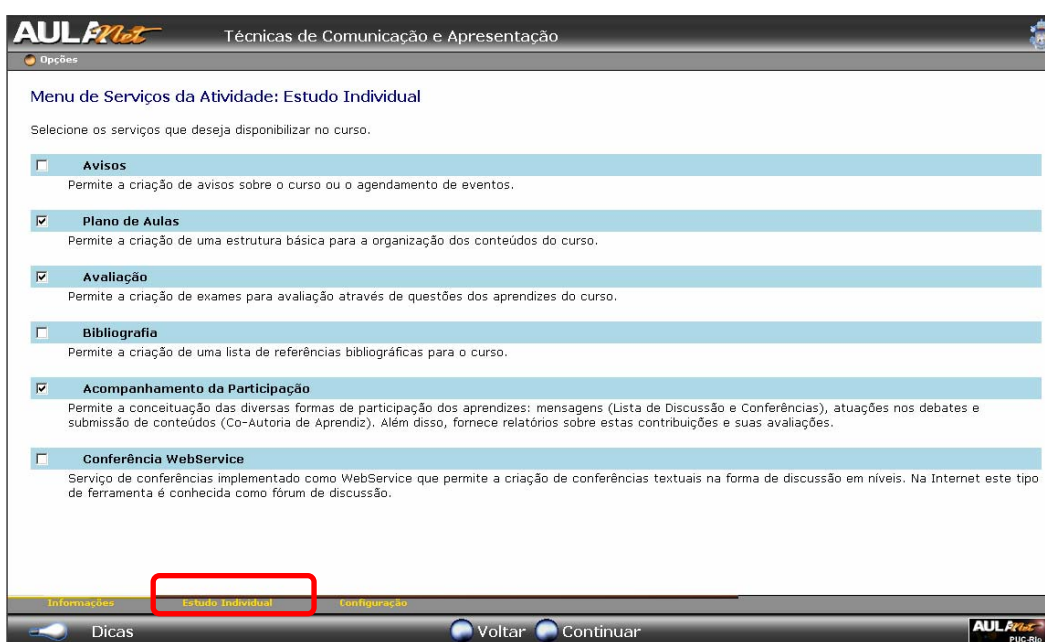 AULANet
Técnicas de Comunicação e Apresentação
Opções
Menu de Serviços da Atividade: Estudo Individual
Selecione os serviços que deseja disponibilizar no curso.
Avisos
Permite a criação de avisos sobre o curso ou o agendamento de eventos.
Plano de Aulas
Permite a criação de uma estrutura básica para a organização dos conteúdos do curso.
Avaliação
Permite a criação de exames para avaliação através de questões dos aprendizes do curso.
Bibliografia
Permite a criação de uma lista de referências bibliográficas para o curso.
Acompanhamento da Participação
Permite a conceituação das diversas formas de participação dos aprendizes: mensagens (Lista de Discussão e Conferências), atuações nos debates e
submissão de conteúdos (Co-Autoria de Aprendiz). Além disso, fornece relatórios sobre estas contribuições e suas avaliações.
Conferência WebService
Serviço de conferências implementado como WebService que permite a criação de conferências textuais na forma de discussão em níveis. Na Internet este tipo
de ferramenta é conhecida como fórum de discussão.
Informações Estudo Individual Configuração
Dicas Voltar Continuar AULANet
PUC-Rio